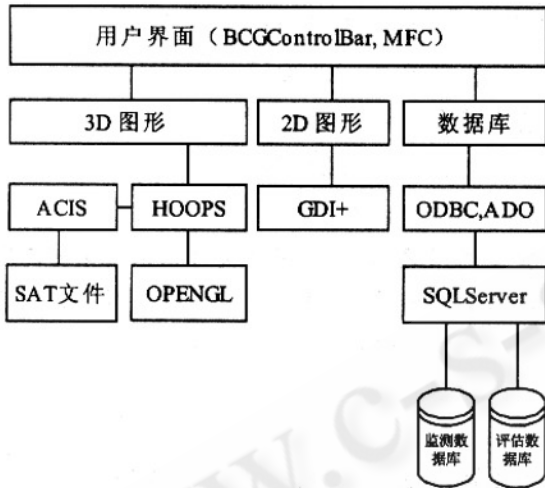 用户界面（BCGControlBar, MFC）
3D 图形
2D 图形
数据库
ACIS
HOOPS
GDI+
ODBC,ADO
SAT文件
OPENGL
SQLServer
监测数
据库
评估数
据库